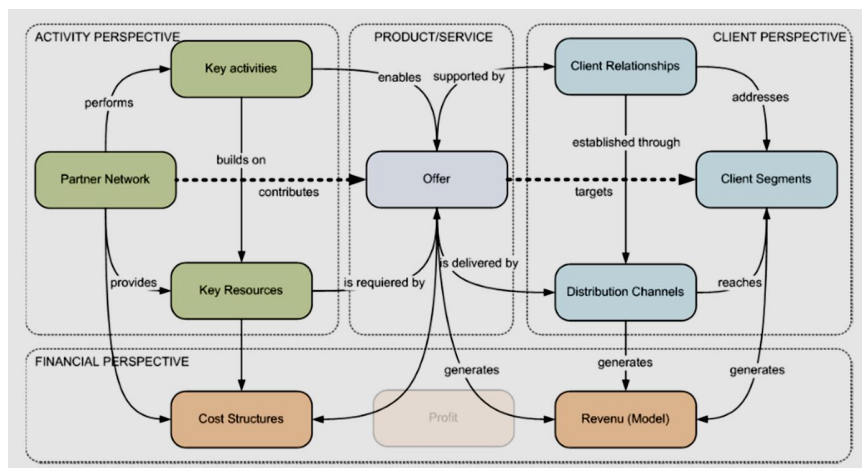 ACTIVITY PERSPECTIVE
PRODUCT/SERVICE
CLIENT PERSPECTIVE
Key activities
Client Relationships
enables
supported by
performs
addresses
builds on
established through
Partner Network
Offer
Client Segments
contributes
targets
is delivered by
provides
Key Resources
is requiered by
Distribution Channels
reaches
FINANCIAL PERSPECTIVE
generates
generates
generates
Cost Structures
Profit
Revenu (Model)